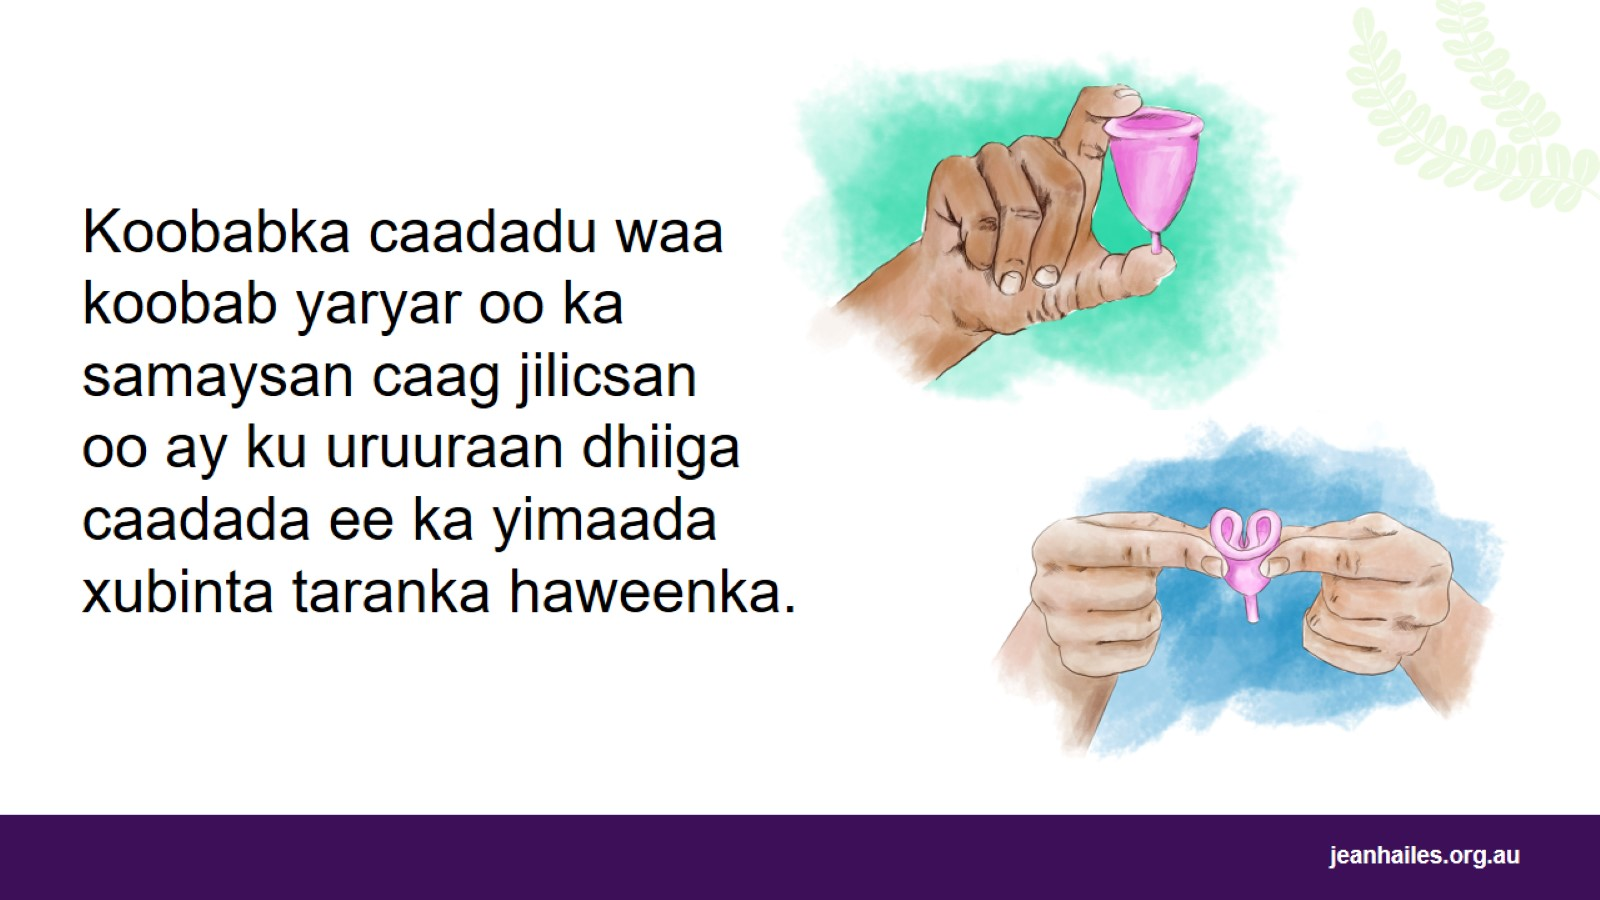 Koobabka caadadu waa
koobab yaryar oo ka
samaysan caag jilicsan
oo ay ku uruuraan dhiiga
caadada ee ka yimaada
xubinta taranka haweenka.
jeanhailes.org.au